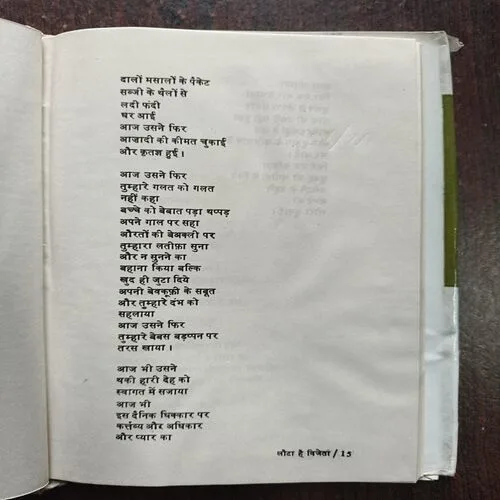 दालों मसालों के पैकेट
सब्जी के थैलों से
लदी फंदी
घर आई
आज उसने फिर
आज़ादी की कीमत चुकाई
और कृतज्ञ हुई।
आज उसने फिर
तुम्हारे गलत को गलत
नहीं कहा
बच्चे को बेबात पड़ा थप्पड़
अपने गाल पर सहा
औरतों की बेअक्ली पर
तुम्हारा लतीफ़ा सुना
और न सुनने का
बहाना किया बल्कि
खुद ही जुटा दिये
अपनी बेवकूफ़ी के सबूत
और तुम्हारे दंभ को
सहलाया
आज उसने फिर
तुम्हारे बेबस बड़प्पन पर
तरस खाया।
आज भी उसने
थकी हारी देह को
स्वागत में सजाया
आज भी
इस दैनिक धिक्कार पर
कर्त्तव्य और अधिकार
और प्यार का
लौटा है विजेता / 15